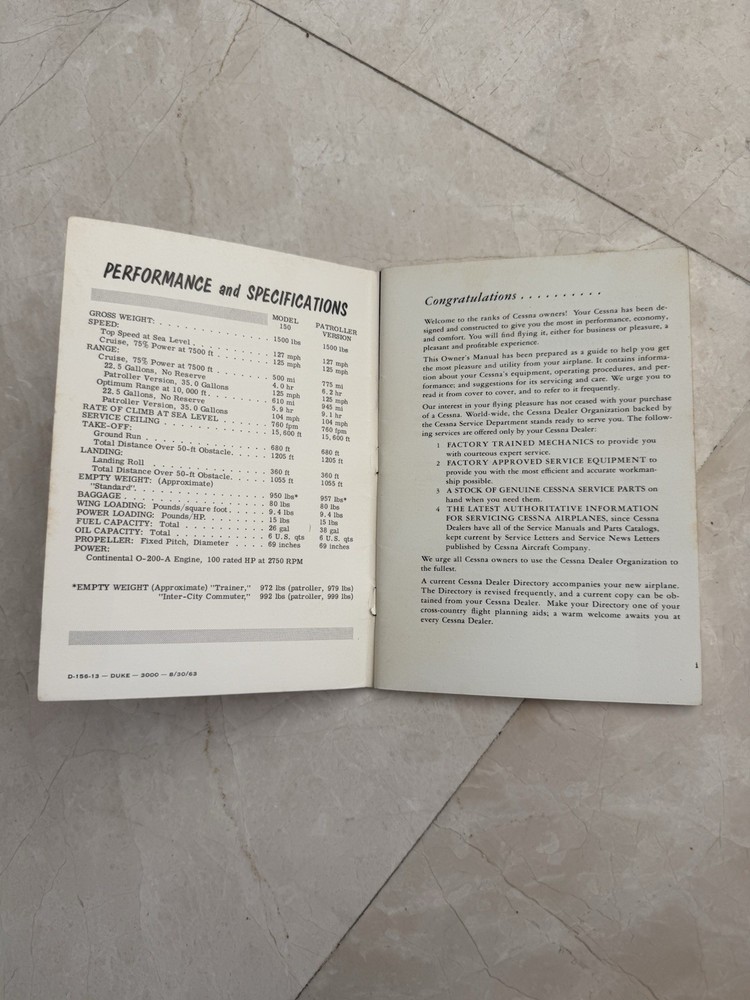 PERFORMANCE and SPECIFICATIONS
MODEL 150 PATROLLER VERSION
GROSS WEIGHT: . . . . . . . . . . . . . . 1500 lbs 1500 lbs
SPEED:
Top Speed at Sea Level . . . . . . . . . 127 mph 127 mph
Cruise, 75% Power at 7500 ft . . . . . . 125 mph 125 mph
RANGE:
Cruise, 75% Power at 7500 ft . . . . . . 500 mi 775 mi
22.5 Gallons, No Reserve 4.0 hr 6.2 hr
Patroller Version, 35.0 Gallons 125 mph 125 mph
Optimum Range at 10,000 ft. . . . . . . 610 mi 945 mi
22.5 Gallons, No Reserve 5.9 hr 9.1 hr
Patroller Version, 35.0 Gallons 104 mph 104 mph
RATE OF CLIMB AT SEA LEVEL . . . . . . 760 fpm 760 fpm
SERVICE CEILING . . . . . . . . . . . . 15,600 ft 15,600 ft
TAKE-OFF:
Ground Run . . . . . . . . . . . . . . 680 ft 680 ft
Total Distance Over 50-ft Obstacle. . . . 1205 ft 1205 ft
LANDING:
Landing Roll . . . . . . . . . . . . . 360 ft 360 ft
Total Distance Over 50-ft Obstacle. . . . 1055 ft 1055 ft
EMPTY WEIGHT: (Approximate)
"Standard". . . . . . . . . . . . . . . 950 lbs* 957 lbs*
BAGGAGE . . . . . . . . . . . . . . . . 80 lbs 80 lbs
WING LOADING: Pounds/square foot. . . . . 9.4 lbs 9.4 lbs
POWER LOADING: Pounds/HP. . . . . . . . 15 lbs 15 lbs
FUEL CAPACITY: Total . . . . . . . . . . 26 gal 38 gal
OIL CAPACITY: Total . . . . . . . . . . 6 U.S. qts 6 U.S. qts
PROPELLER: Fixed Pitch, Diameter . . . . 69 inches 69 inches
POWER:
Continental O-200-A Engine, 100 rated HP at 2750 RPM
*EMPTY WEIGHT (Approximate) "Trainer," 972 lbs (patroller, 979 lbs)
"Inter-City Commuter," 992 lbs (patroller, 999 lbs)
D-156-13 — DUKE — 3000 — 8/20/63
Congratulations . . . . . . . . . .
Welcome to the ranks of Cessna owners! Your Cessna has been de-
signed and constructed to give you the most in performance, economy,
and comfort. You will find flying it, either for business or pleasure, a
pleasant and profitable experience.
This Owner's Manual has been prepared as a guide to help you get
the most pleasure and utility from your airplane. It contains informa-
tion about your Cessna's equipment, operating procedures, and per-
formance; and suggestions for its servicing and care. We urge you to
read it from cover to cover, and to refer to it frequently.
Our interest in your flying pleasure has not ceased with your purchase
of a Cessna. World-wide, the Cessna Dealer Organization backed by
the Cessna Service Department stands ready to serve you. The follow-
ing services are offered only by your Cessna Dealer:
1 FACTORY TRAINED MECHANICS to provide you
with courteous expert service.
2 FACTORY APPROVED SERVICE EQUIPMENT to
provide you with the most efficient and accurate workman-
ship possible.
3 A STOCK OF GENUINE CESSNA SERVICE PARTS on
hand when you need them.
4 THE LATEST AUTHORITATIVE INFORMATION
FOR SERVICING CESSNA AIRPLANES, since Cessna
Dealers have all of the Service Manuals and Parts Catalogs,
kept current by Service Letters and Service News Letters
published by Cessna Aircraft Company.
We urge all Cessna owners to use the Cessna Dealer Organization to
the fullest.
A current Cessna Dealer Directory accompanies your new airplane.
The Directory is revised frequently, and a current copy can be ob-
tained from your Cessna Dealer. Make your Directory one of your
cross-country flight planning aids; a warm welcome awaits you at
every Cessna Dealer.
i